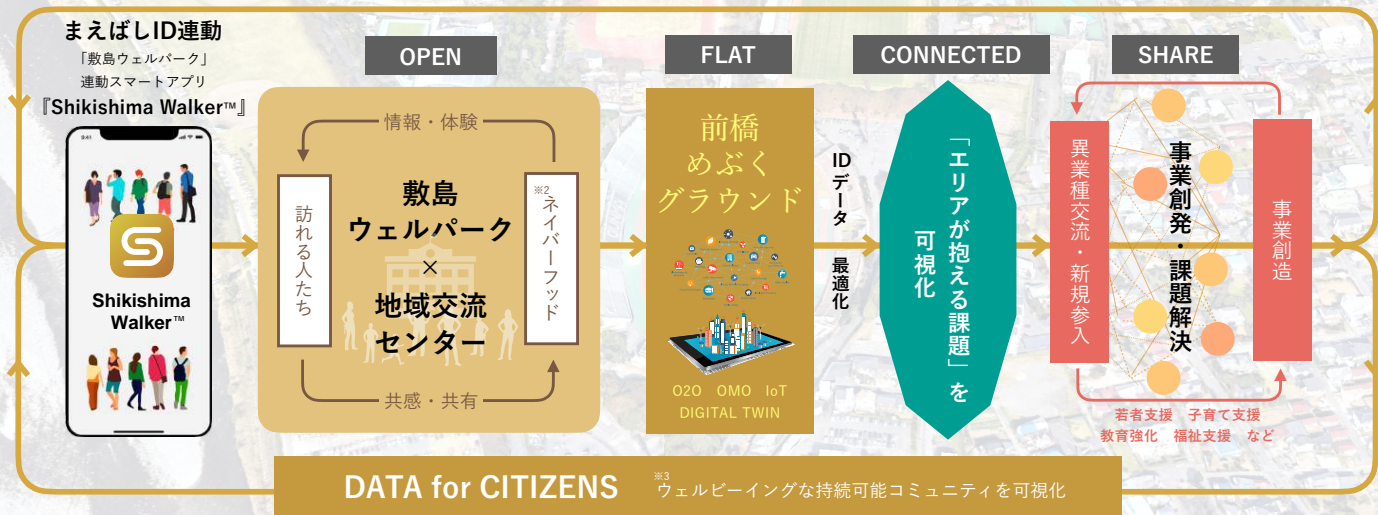 まえばしID連動
「敷島ウェルパーク」
連動スマートアプリ
『Shikishima Walker™』
9:41
S
Shikishima
Walker™
OPEN
情報・体験
訪れる人たち
敷島
ウェルパーク
×
地域交流
センター
※2
ネイバーフッド
共感・共有
FLAT
前橋
めぶく
グラウンド
O2O OMO IoT
DIGITAL TWIN
IDデータ 最適化
CONNECTED
「エリアが抱える課題」を
可視化
SHARE
異業種交流・新規参入
事業創発・課題解決
事業創造
若者支援 子育て支援
教育強化 福祉支援 など
DATA for CITIZENS
※3
ウェルビーイングな持続可能コミュニティを可視化